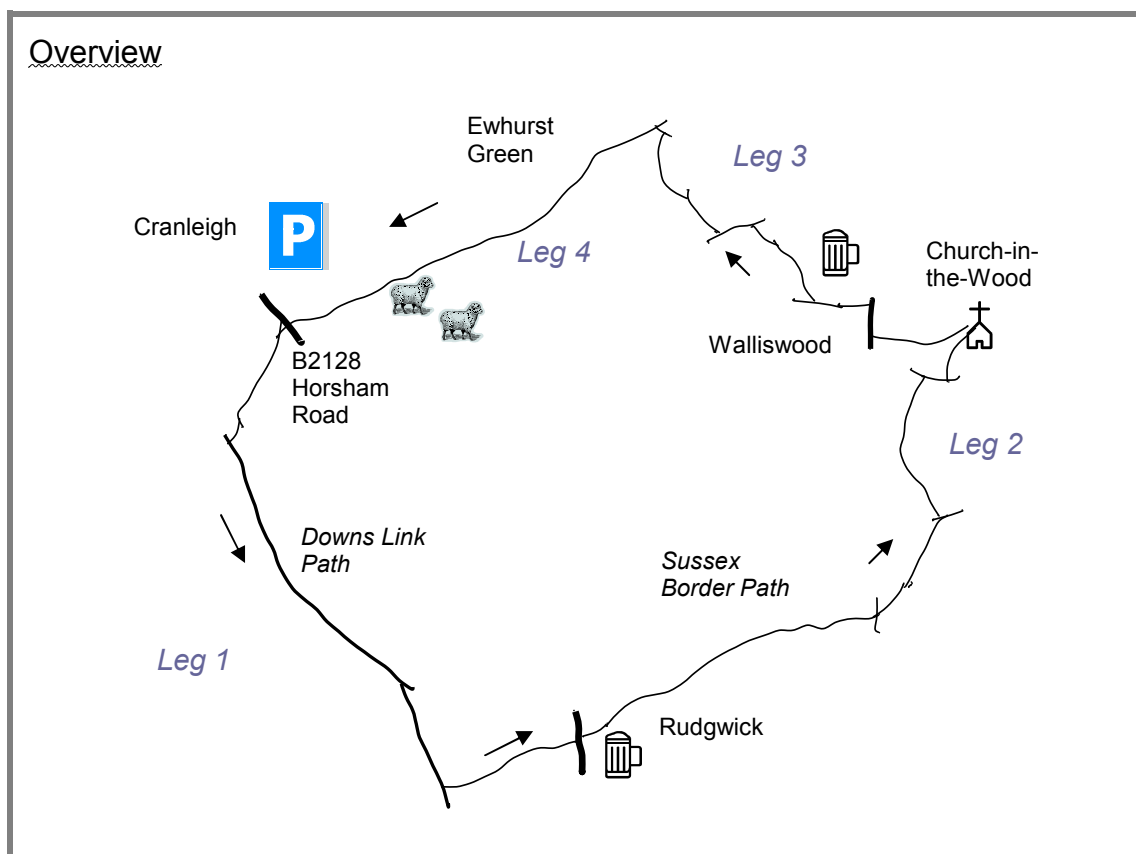 Overview
Ewhurst
Green
Leg 3
Cranleigh
P
Leg 4
Church-in-
the-Wood
Walliswood
B2128
Horsham
Road
Leg 2
Downs Link
Path
Sussex
Border Path
Leg 1
Rudgwick